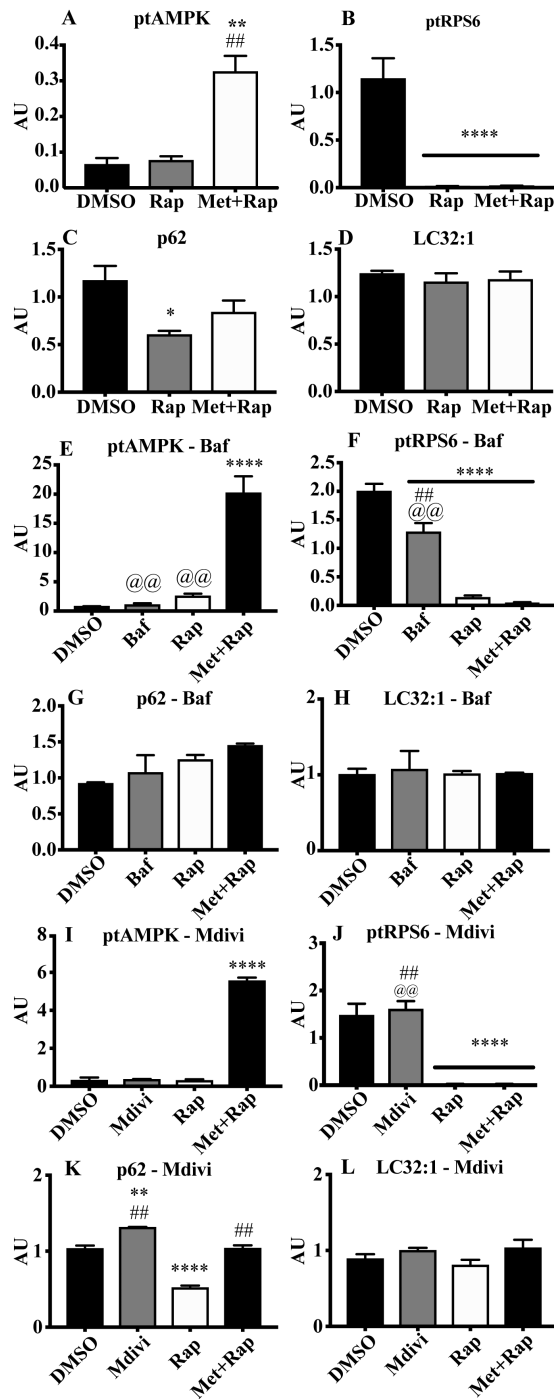 A ptAMPK
AU
0.4
0.3
0.2
0.1
0.0
**
##
DMSO Rap Met+Rap
B ptRPS6
AU
1.5
1.0
0.5
0.0
****
DMSO Rap Met+Rap
C p62
AU
1.5
1.0
0.5
0.0
*
DMSO Rap Met+Rap
D LC32:1
AU
1.5
1.0
0.5
0.0
DMSO Rap Met+Rap
E ptAMPK - Baf
AU
25
20
15
10
5
0
@@ @@ ****
DMSO Baf Rap Met+Rap
F ptRPS6 - Baf
AU
2.5
2.0
1.5
1.0
0.5
0.0
****
##
@@
DMSO Baf Rap Met+Rap
G p62 - Baf
AU
2.0
1.5
1.0
0.5
0.0
DMSO Baf Rap Met+Rap
H LC32:1 - Baf
AU
2
1
0
DMSO Baf Rap Met+Rap
I ptAMPK - Mdivi
AU
8
6
4
2
0
****
DMSO Mdivi Rap Met+Rap
J ptRPS6 - Mdivi
AU
3
2
1
0
##
@@
****
DMSO Mdivi Rap Met+Rap
K p62 - Mdivi
AU
2
1
0
**
##
****
##
DMSO Mdivi Rap Met+Rap
L LC32:1 - Mdivi
AU
2
1
0
DMSO Mdivi Rap Met+Rap